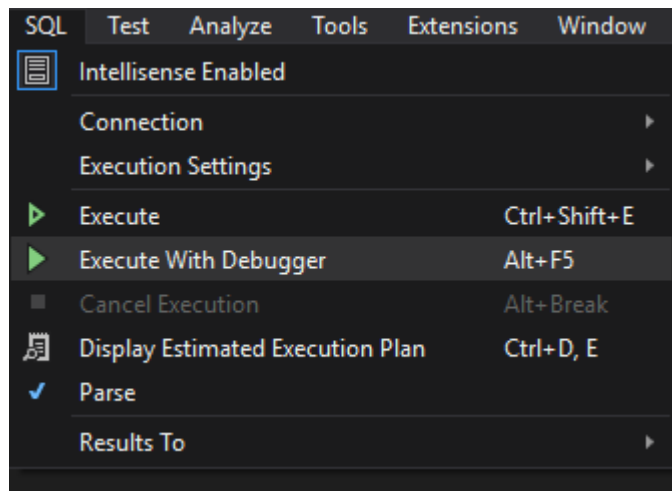 SQL Test Analyze Tools Extensions Window
Intellisense Enabled
Connection
Execution Settings
Execute Ctrl+Shift+E
Execute With Debugger Alt+F5
Cancel Execution Alt+Break
Display Estimated Execution Plan Ctrl+D, E
Parse
Results To